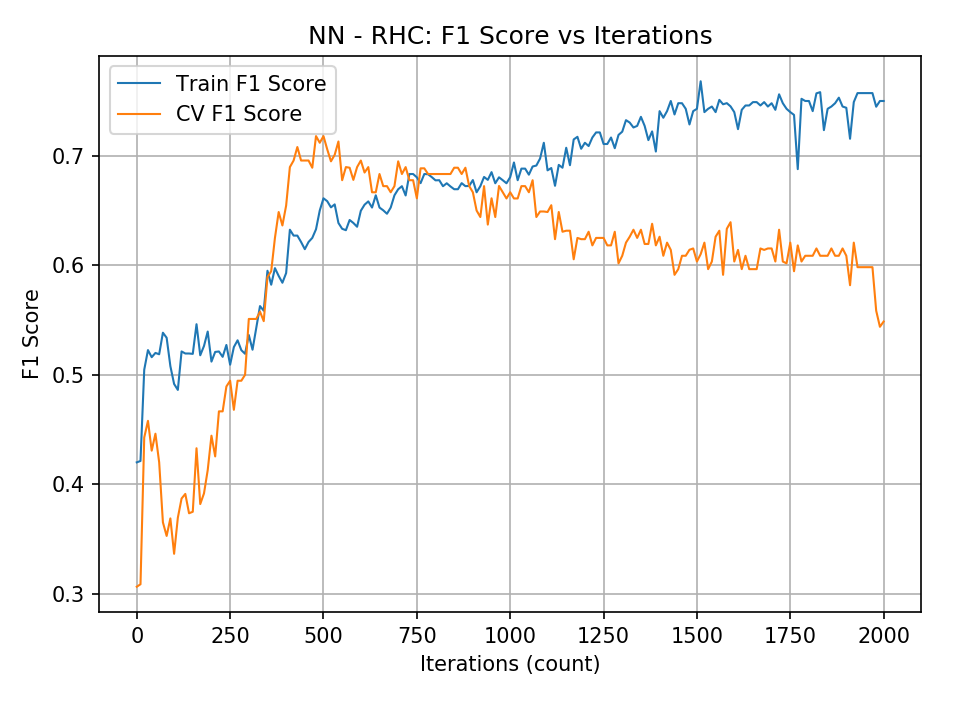 NN - RHC: F1 Score vs Iterations
Train F1 Score
CV F1 Score
F1 Score
0.7
0.6
0.5
0.4
0.3
0 250 500 750 1000 1250 1500 1750 2000
Iterations (count)